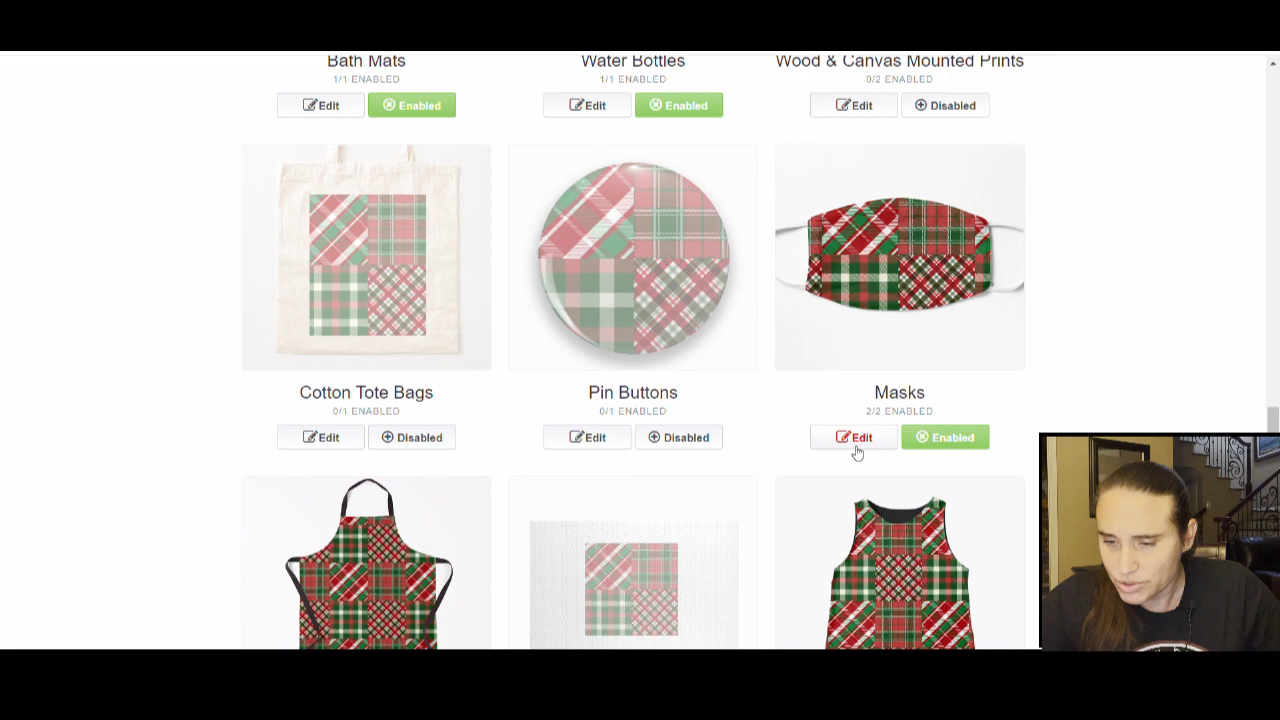 Bath Mats
1/1 ENABLED
Edit
Enabled
Water Bottles
1/1 ENABLED
Edit
Enabled
Wood & Canvas Mounted Prints
0/2 ENABLED
Edit
Disabled
Cotton Tote Bags
0/1 ENABLED
Edit
Disabled
Pin Buttons
0/1 ENABLED
Edit
Disabled
Masks
2/2 ENABLED
Edit
Enabled